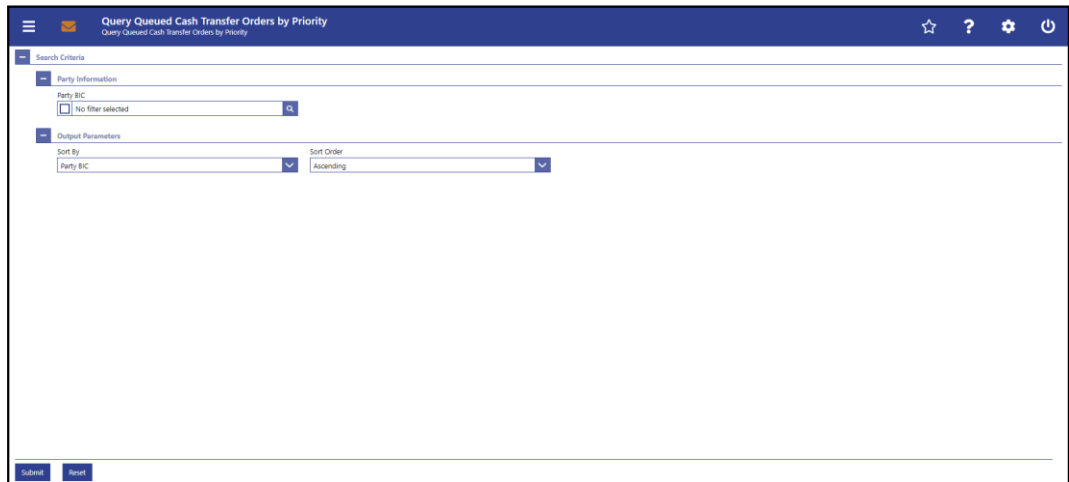 Query Queued Cash Transfer Orders by Priority
Query Queued Cash Transfer Orders by Priority
Search Criteria
Party Information
Party BIC
No filter selected
Output Parameters
Sort By Sort Order
Party BIC Ascending
Submit Reset